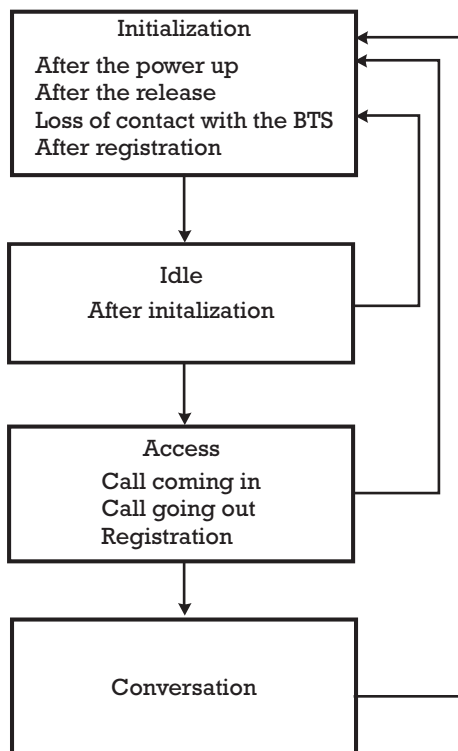 Initialization
After the power up
After the release
Loss of contact with the BTS
After registration
Idle
After initalization
Access
Call coming in
Call going out
Registration
Conversation